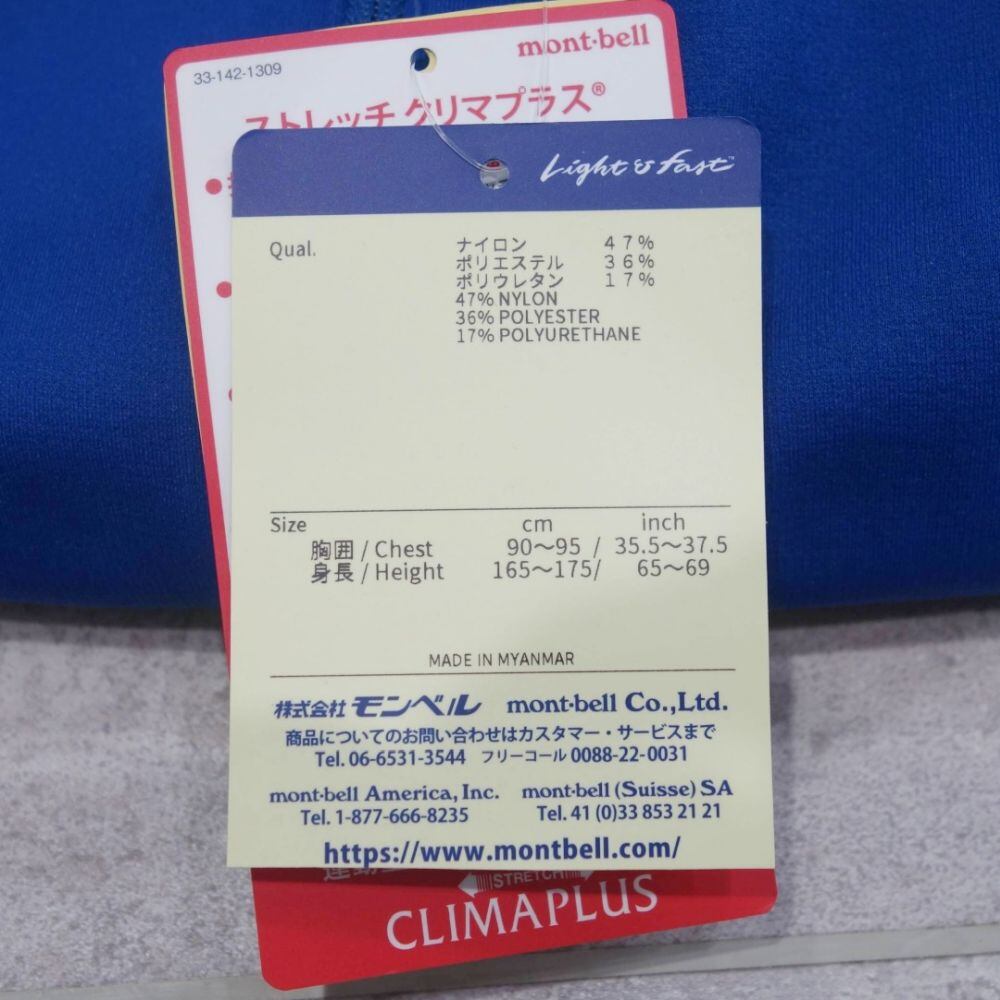 33-142-1309
mont·bell
ストレッチ クリマプラス®
Light & Fast™
Qual.
ナイロン 47%
ポリエステル 36%
ポリウレタン 17%
47% NYLON
36% POLYESTER
17% POLYURETHANE
Size cm inch
胸囲 / Chest 90〜95 / 35.5〜37.5
身長 / Height 165〜175/ 65〜69
MADE IN MYANMAR
株式会社 モンベル mont·bell Co.,Ltd.
商品についてのお問い合わせはカスタマー・サービスまで
Tel. 06-6531-3544 フリーコール 0088-22-0031
mont·bell America, Inc. mont·bell (Suisse) SA
Tel. 1-877-666-8235 Tel. 41 (0)33 853 21 21
https://www.montbell.com/
STRETCH
CLIMAPLUS